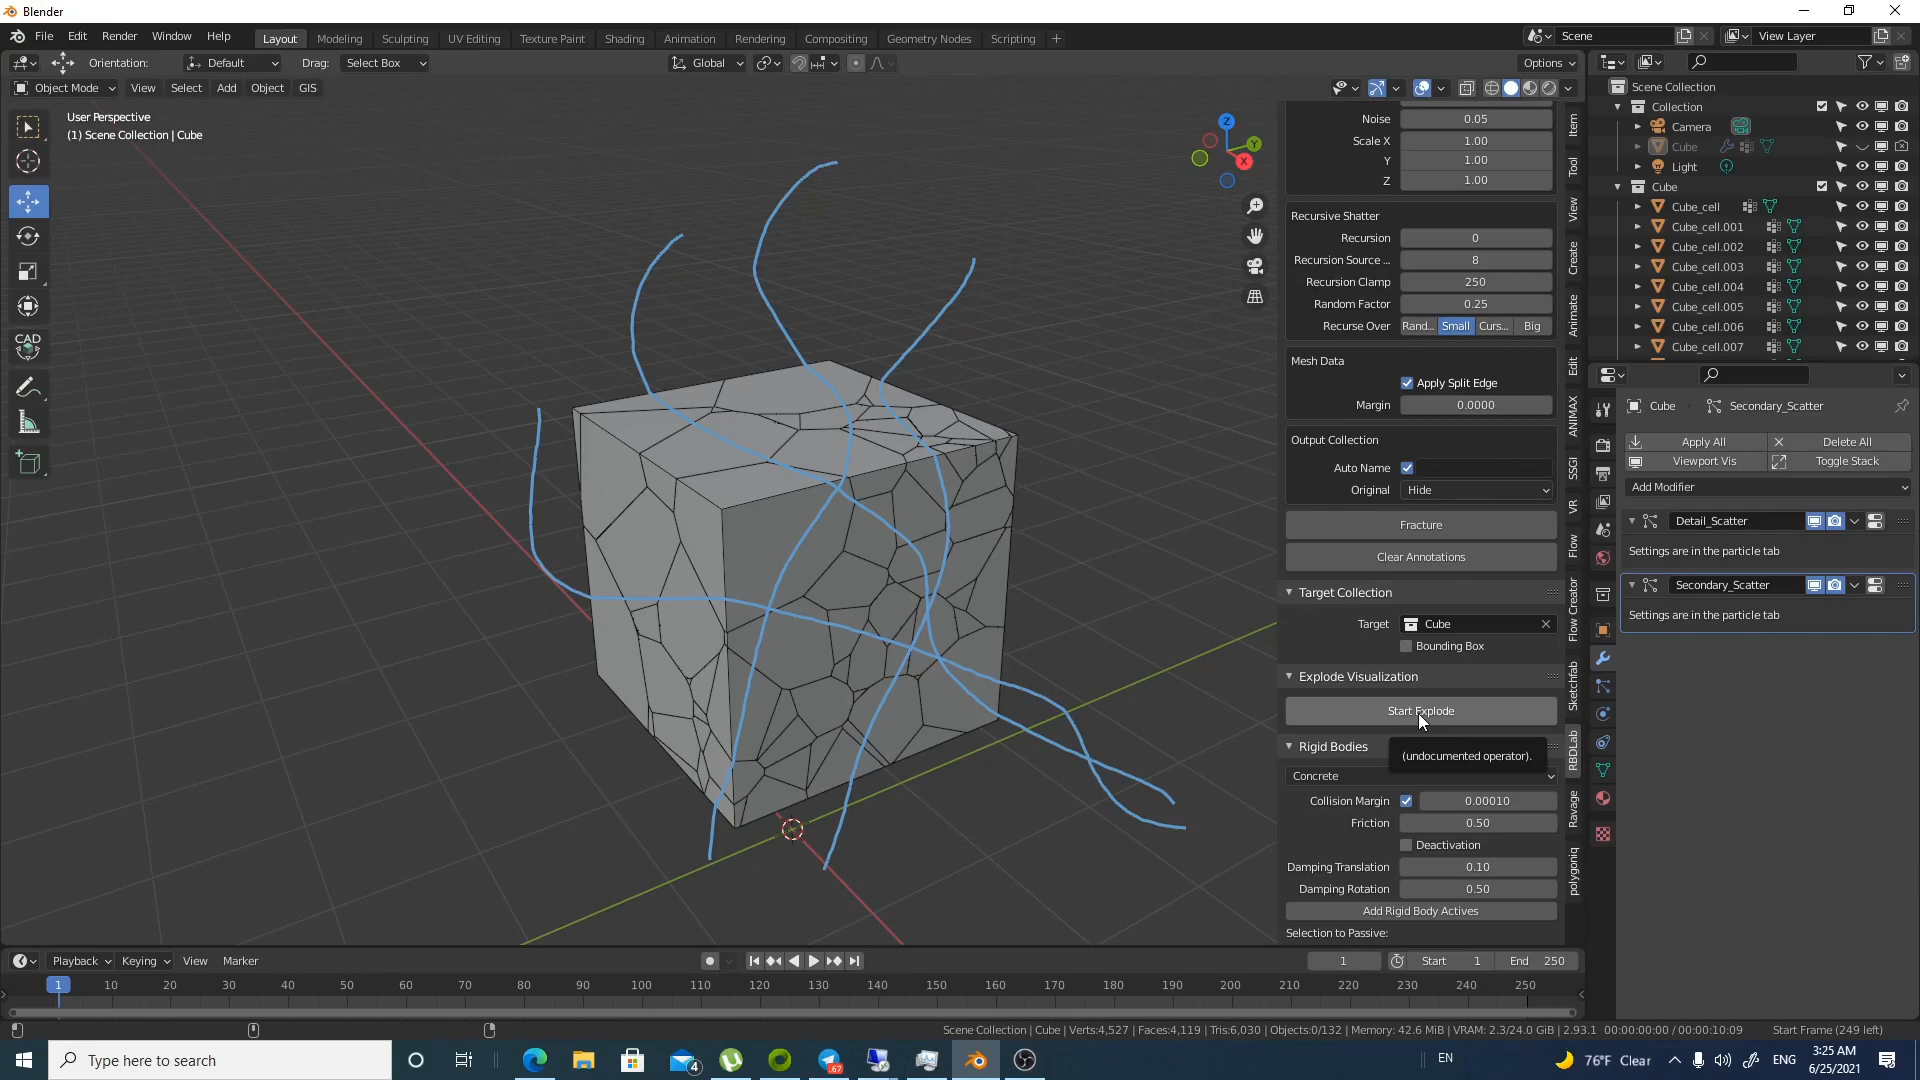 Blender
File Edit Render Window Help Layout Modeling Sculpting UV Editing Texture Paint Shading Animation Rendering Compositing Geometry Nodes Scripting + Scene View Layer
Orientation: Default Drag: Select Box Global Options
Object Mode View Select Add Object GIS
User Perspective
(1) Scene Collection | Cube
CAD
Z
Y
X
Noise 0.05
Scale X 1.00
Y 1.00
Z 1.00
Recursive Shatter
Recursion 0
Recursion Source ... 8
Recursion Clamp 250
Random Factor 0.25
Recurse Over Rand... Small Curs... Big
Mesh Data
Apply Split Edge
Margin 0.0000
Output Collection
Auto Name
Original Hide
Fracture
Clear Annotations
Target Collection
Target Cube
Bounding Box
Explode Visualization
Start Explode
Rigid Bodies
(undocumented operator).
Concrete
Collision Margin 0.00010
Friction 0.50
Deactivation
Damping Translation 0.10
Damping Rotation 0.50
Add Rigid Body Actives
Selection to Passive:
Item
Tool
View
Create
Animate
Edit
ANIMAX
SSGI
VR
Flow
Flow Creator
Sketchfab
RBDLab
Ravage
polygoniq
Scene Collection
Collection
Camera
Cube
Light
Cube
Cube_cell
Cube_cell.001
Cube_cell.002
Cube_cell.003
Cube_cell.004
Cube_cell.005
Cube_cell.006
Cube_cell.007
Cube Secondary_Scatter
Apply All Delete All
Viewport Vis Toggle Stack
Add Modifier
Detail_Scatter
Settings are in the particle tab
Secondary_Scatter
Settings are in the particle tab
Playback Keying View Marker 1 Start 1 End 250
1 10 20 30 40 50 60 70 80 90 100 110 120 130 140 150 160 170 180 190 200 210 220 230 240 250
Scene Collection | Cube | Verts:4,527 | Faces:4,119 | Tris:6,030 | Objects:0/132 | Memory: 42.6 MiB | VRAM: 2.3/24.0 GiB | 2.93.1 00:00:00:00 / 00:00:10:09 Start Frame (249 left)
Type here to search 4 .67 EN 76°F Clear ENG 3:25 AM
6/25/2021